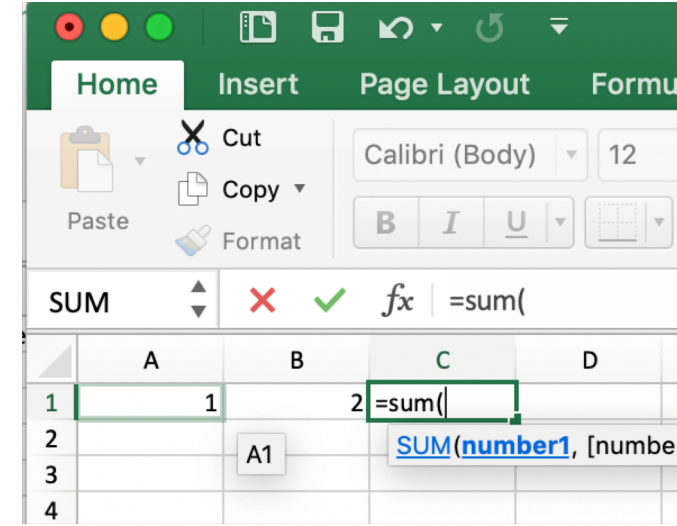 Home Insert Page Layout Formu
Cut
Calibri (Body) 12
Copy
Paste
B I U
Format
SUM fx =sum(
A B C D
1 1 2 =sum(
2 SUM(number1, [numbe
A1
3
4